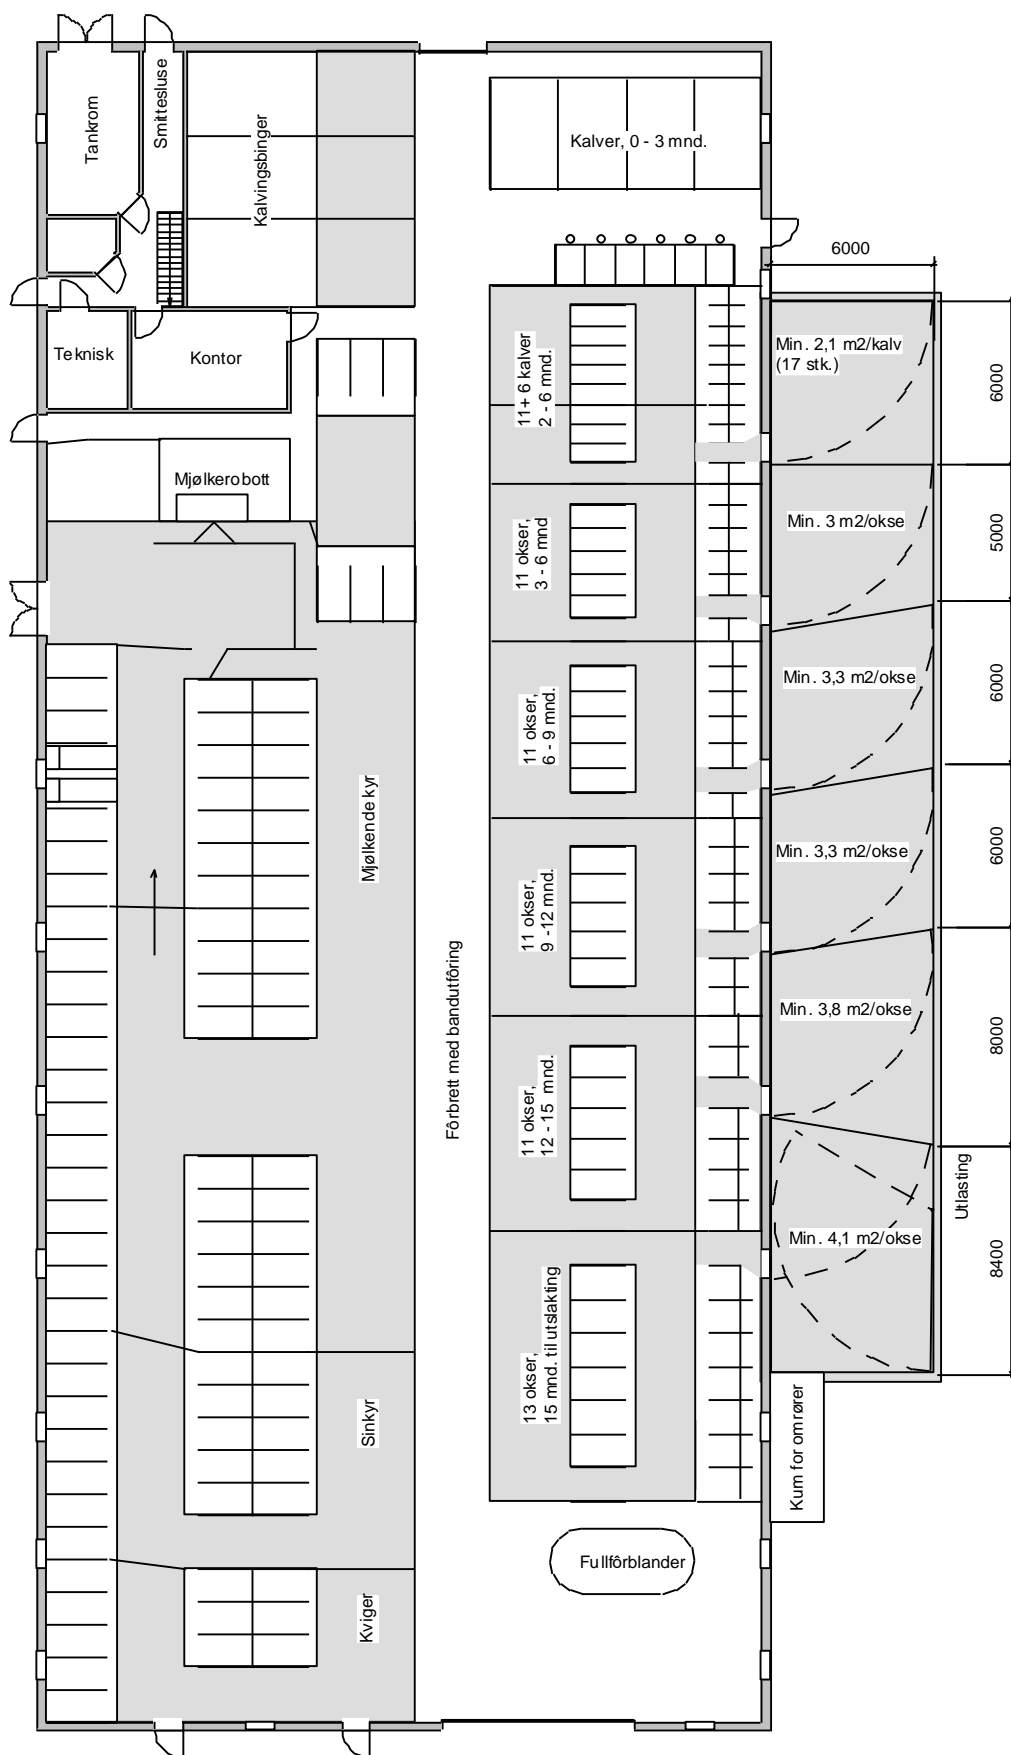 Tankrom
Smittesluse
Kalvingsbinger
Kalver, 0 - 3 mnd.
6000
Teknisk
Kontor
11+ 6 kalver
2 - 6 mnd.
Min. 2,1 m2/kalv
(17 stk.)
6000
Mjølkerobott
11 okser,
3 - 6 mnd
Min. 3 m2/okse
5000
11 okser,
6 - 9 mnd.
Min. 3,3 m2/okse
6000
Mjølkende kyr
11 okser,
9 -12 mnd.
Min. 3,3 m2/okse
6000
Fôrbrett med bandutfôring
11 okser,
12 - 15 mnd.
Min. 3,8 m2/okse
8000
Utlasting
Min. 4,1 m2/okse
8400
13 okser,
15 mnd. til utslakting
Sinkyr
Kum for omrører
Fullfôrblander
Kviger